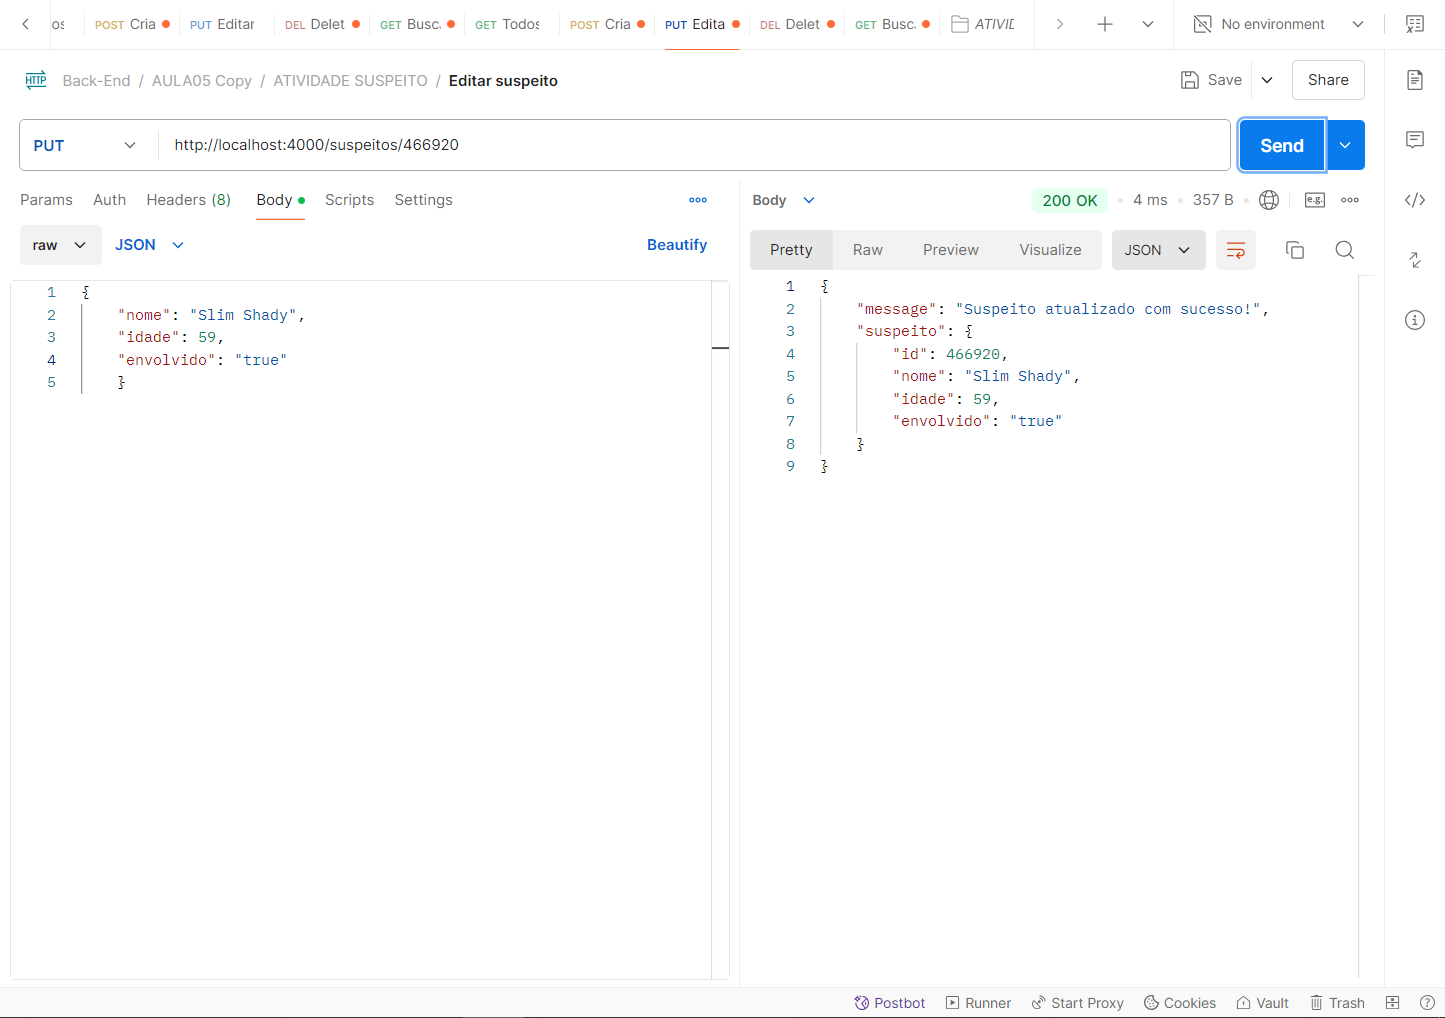 os POST Cria PUT Editar DEL Delet GET Busc. GET Todos POST Cria PUT Edita DEL Delet GET Busc. ATIVID No environment
HTTP Back-End / AULA05 Copy / ATIVIDADE SUSPEITO / Editar suspeito Save Share
PUT http://localhost:4000/suspeitos/466920 Send
Params Auth Headers (8) Body Scripts Settings
raw JSON Beautify
1 {
2 "nome": "Slim Shady",
3 "idade": 59,
4 "envolvido": "true"
5 }
Body 200 OK 4 ms 357 B e.g.
Pretty Raw Preview Visualize JSON
1 {
2 "message": "Suspeito atualizado com sucesso!",
3 "suspeito": {
4 "id": 466920,
5 "nome": "Slim Shady",
6 "idade": 59,
7 "envolvido": "true"
8 }
9 }
Postbot Runner Start Proxy Cookies Vault Trash